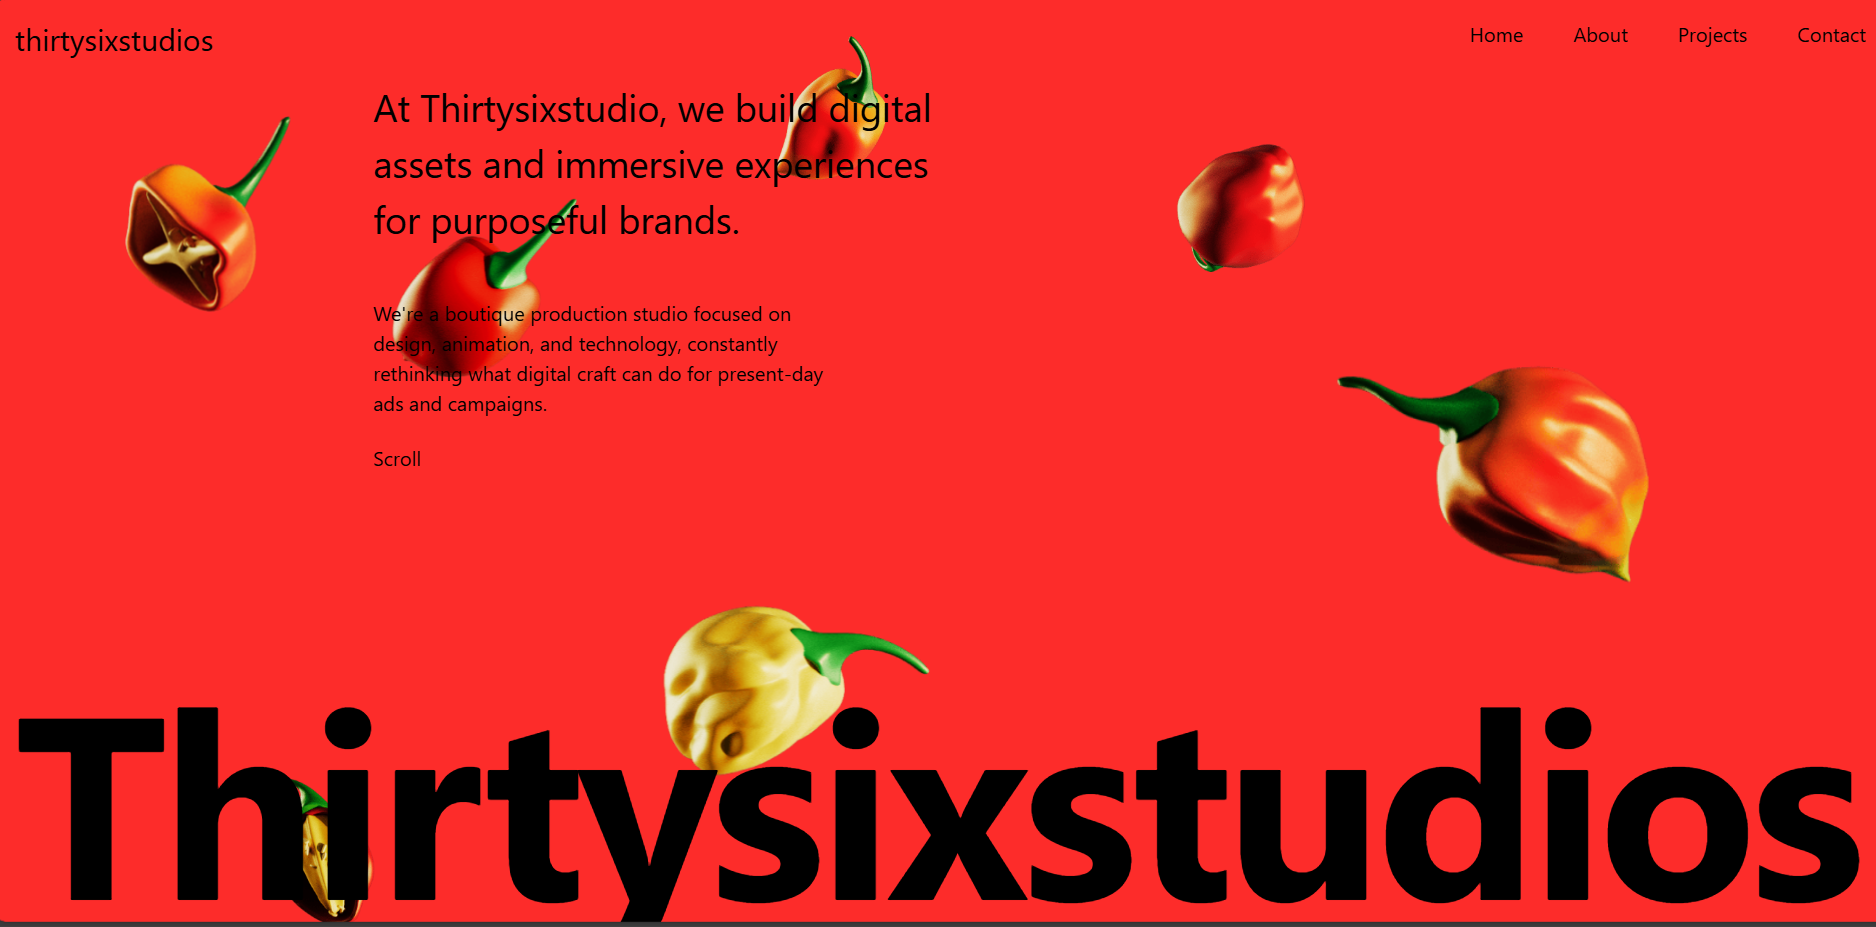 thirtysixstudios
Home About Projects Contact
At Thirtysixstudio, we build digital
assets and immersive experiences
for purposeful brands.
We're a boutique production studio focused on
design, animation, and technology, constantly
rethinking what digital craft can do for present-day
ads and campaigns.
Scroll
Thirtysixstudios